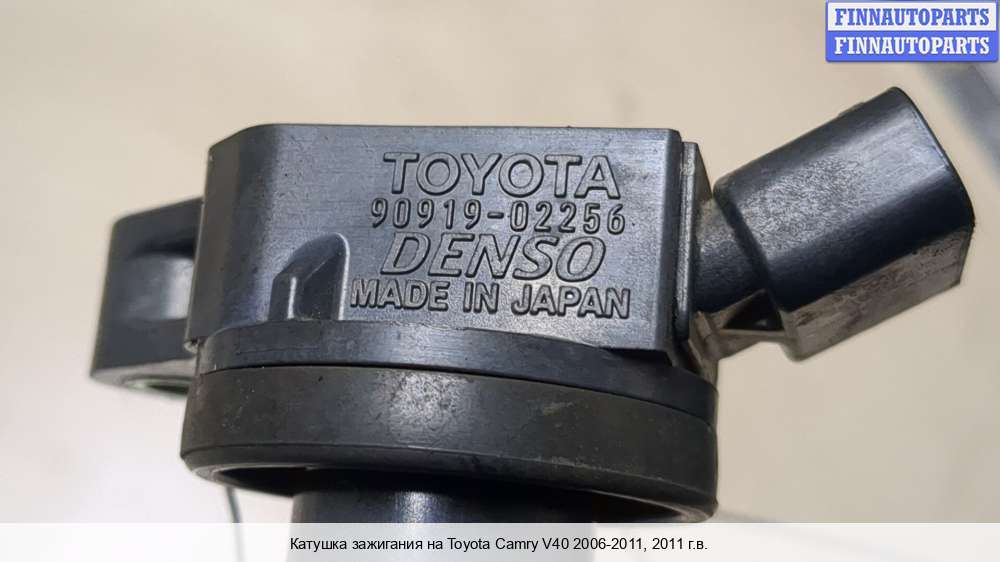 FINNAUTOPARTS
FINNAUTOPARTS
TOYOTA
90919-02256
DENSO
MADE IN JAPAN
Катушка зажигания на Toyota Camry V40 2006-2011, 2011 г.в.